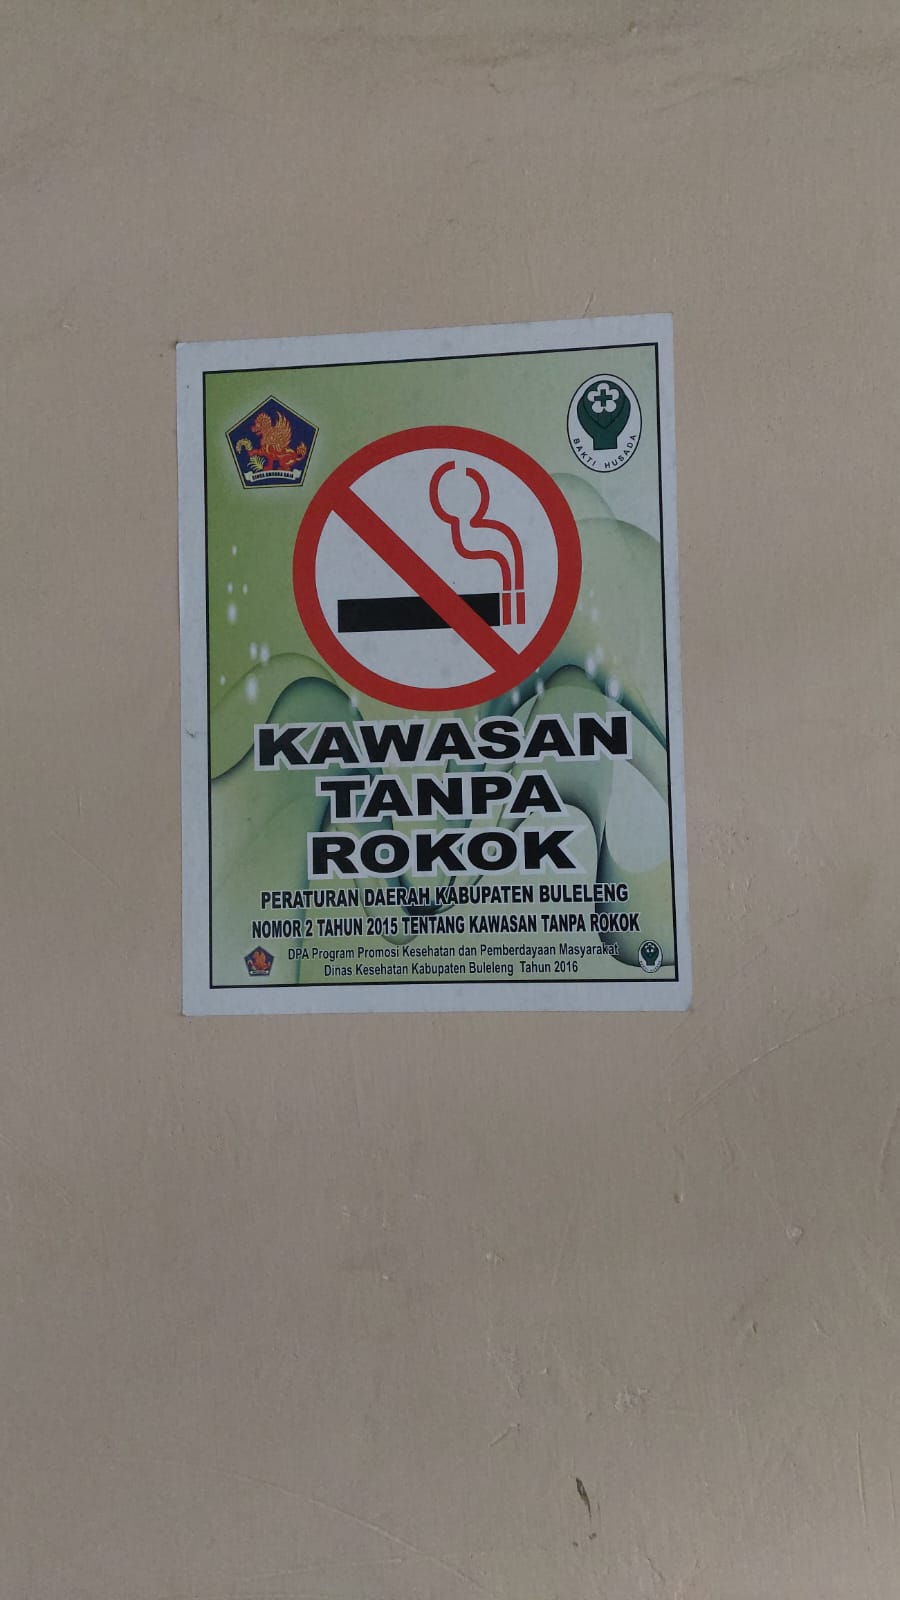 BAKTI HUSADA
KAWASAN
TANPA
ROKOK
PERATURAN DAERAH KABUPATEN BULELENG
NOMOR 2 TAHUN 2015 TENTANG KAWASAN TANPA ROKOK
DPA Program Promosi Kesehatan dan Pemberdayaan Masyarakat
Dinas Kesehatan Kabupaten Buleleng Tahun 2016